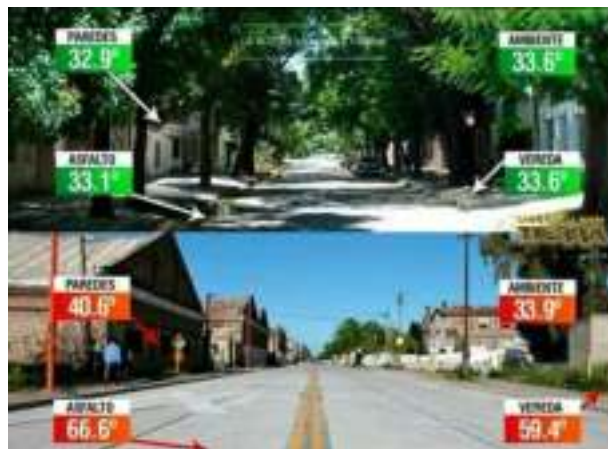 PAREDES
32.9°
AMBIENTE
33.6°
ASFALTO
33.1°
VEREDA
33.6°
PAREDES
40.6°
AMBIENTE
33.9°
ASFALTO
66.6°
VEREDA
59.4°